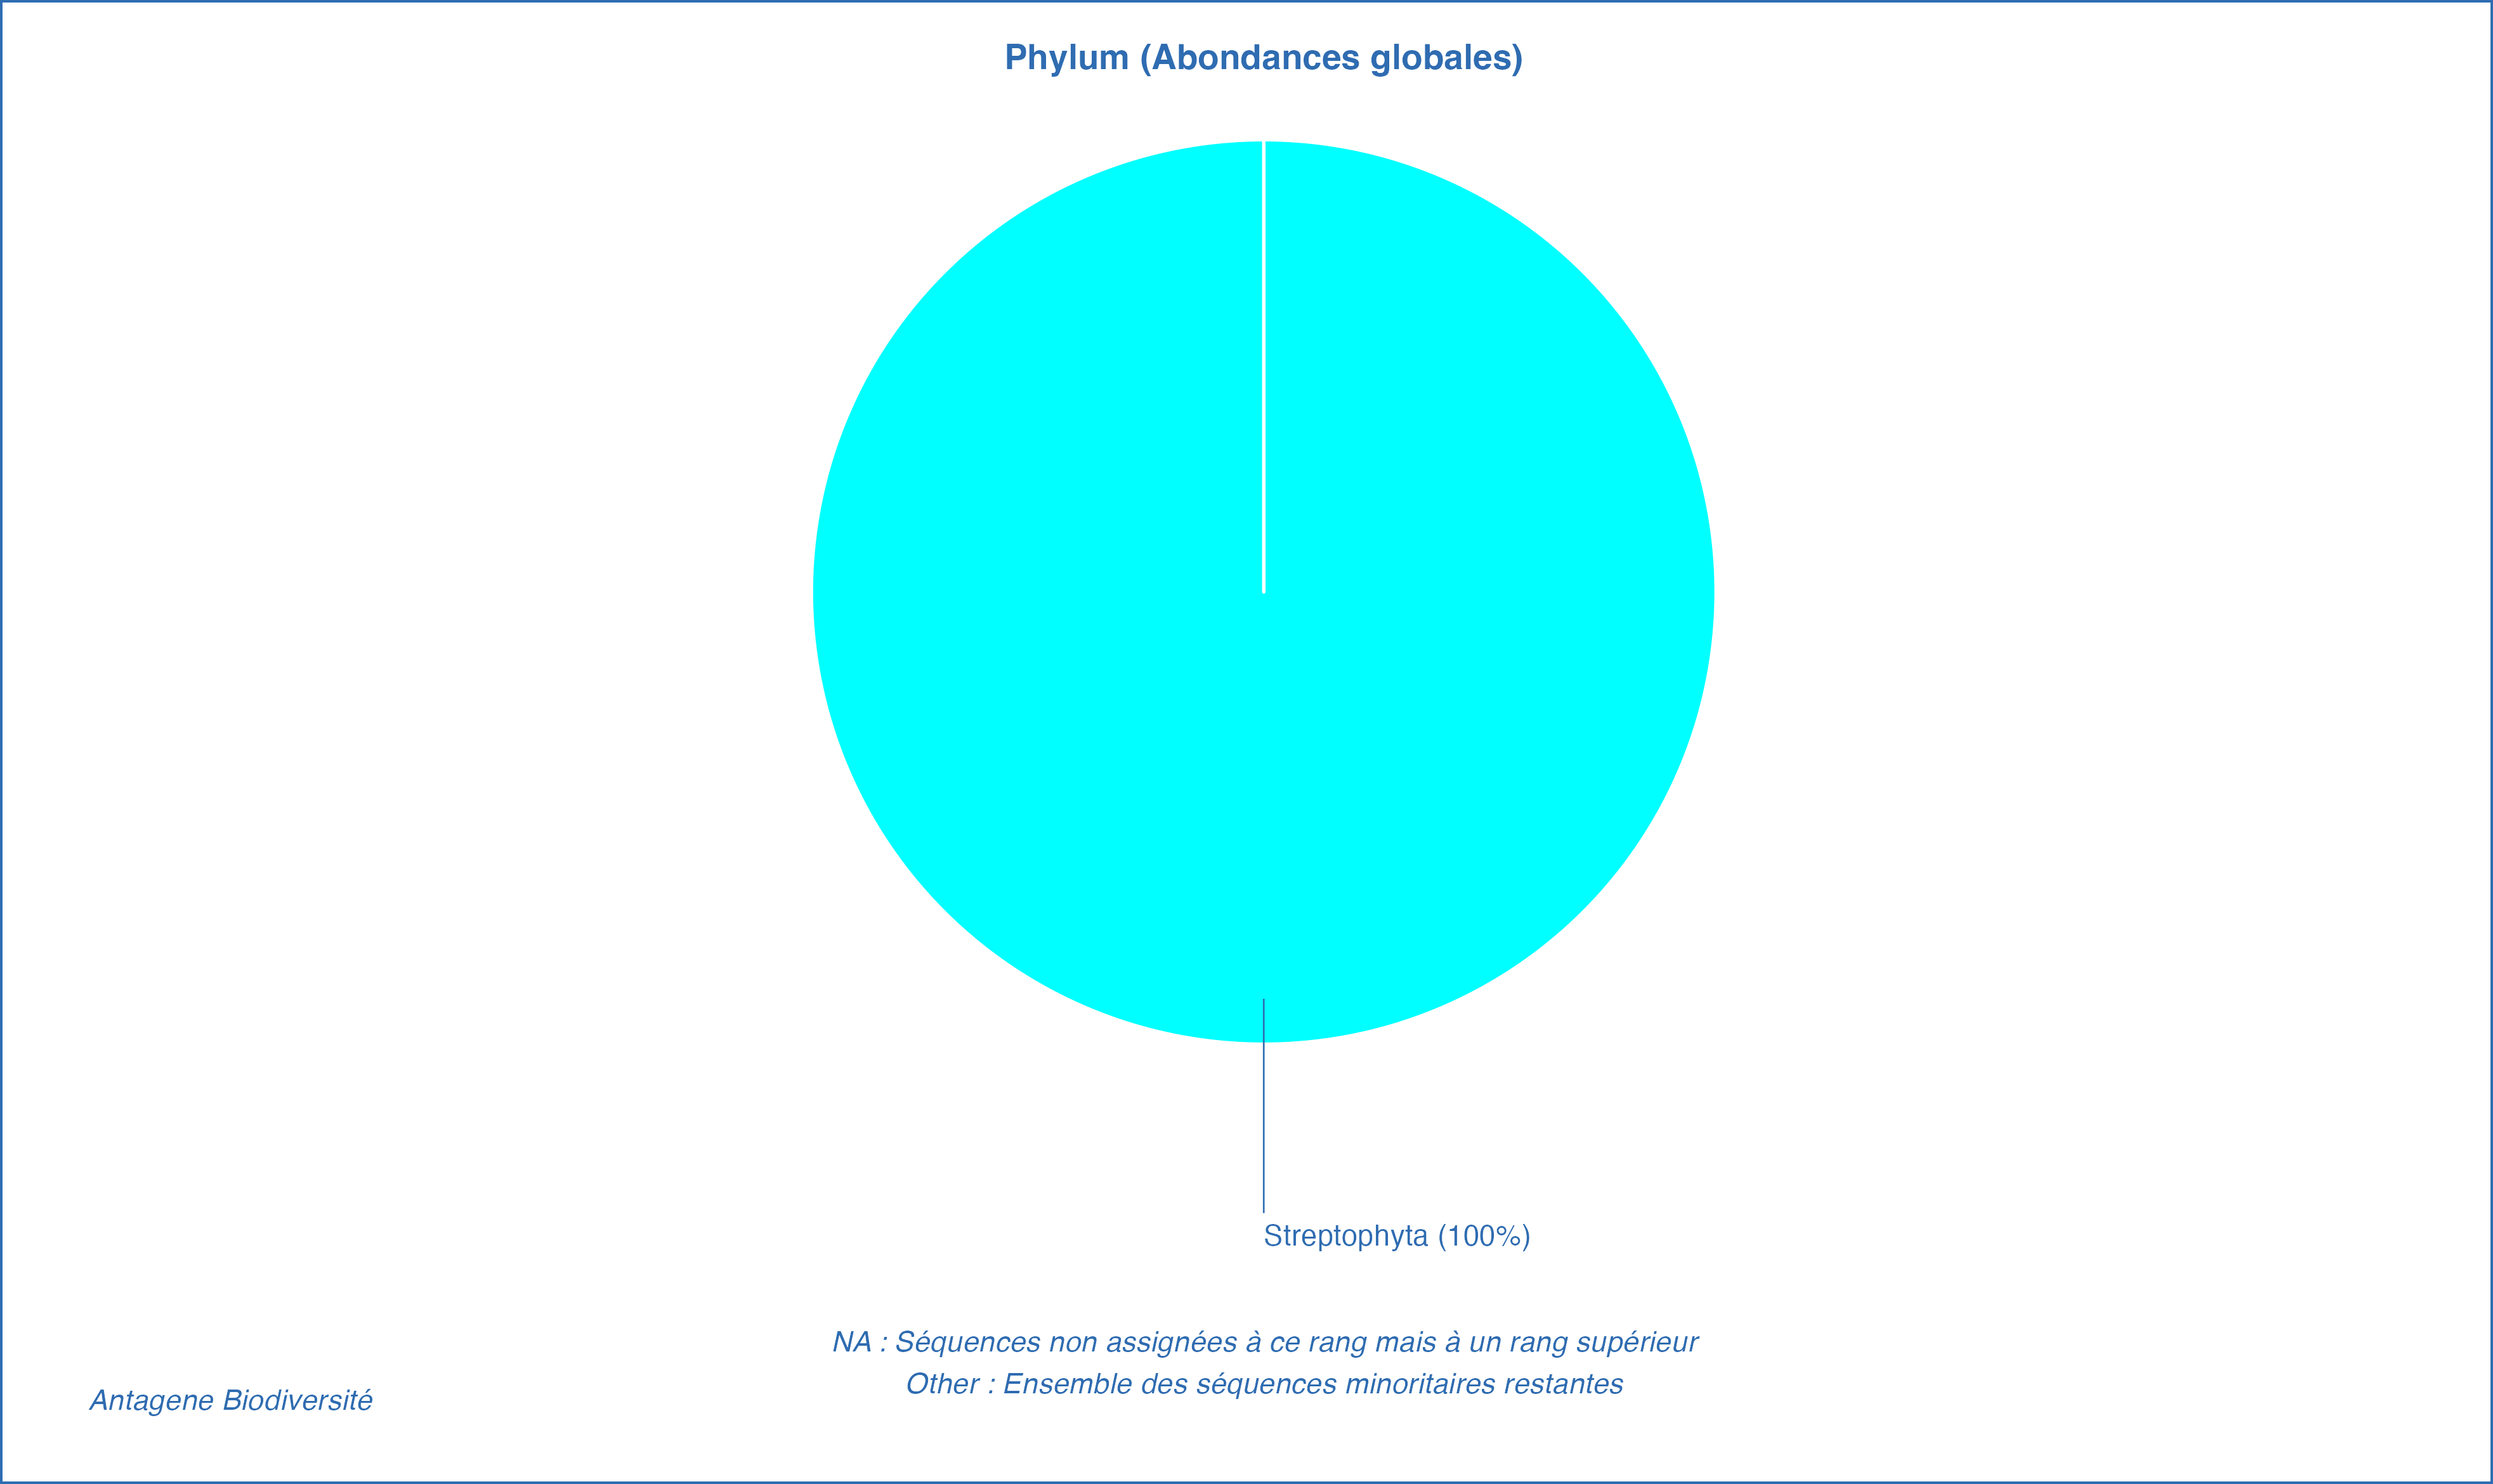 Phylum (Abondances globales)
Streptophyta (100%)
NA : Séquences non assignées à ce rang mais à un rang supérieur
Other : Ensemble des séquences minoritaires restantes
Antagene Biodiversité